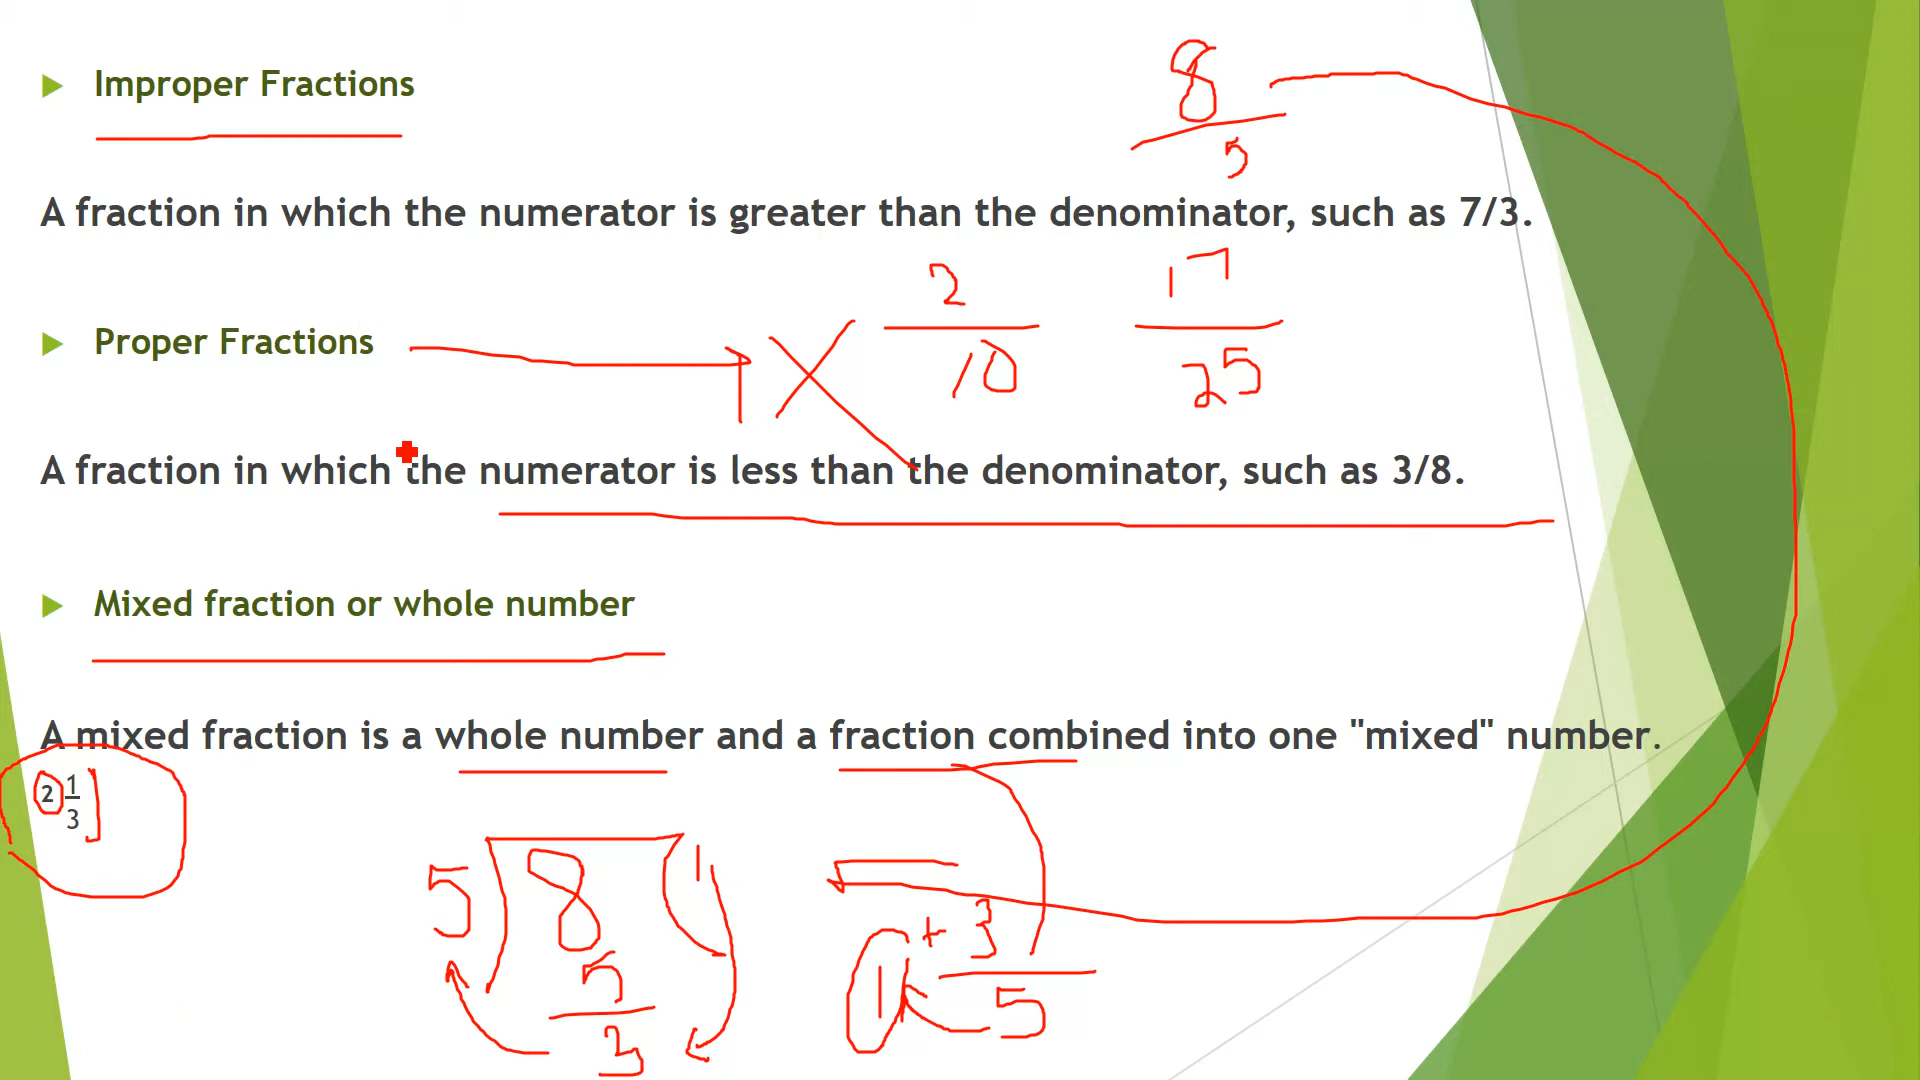 Improper Fractions
8
5
A fraction in which the numerator is greater than the denominator, such as 7/3.
2 17
10 25
Proper Fractions
A fraction in which the numerator is less than the denominator, such as 3/8.
Mixed fraction or whole number
A mixed fraction is a whole number and a fraction combined into one "mixed" number.
2 1/3
5 8 1
5
3
1 + 3
5